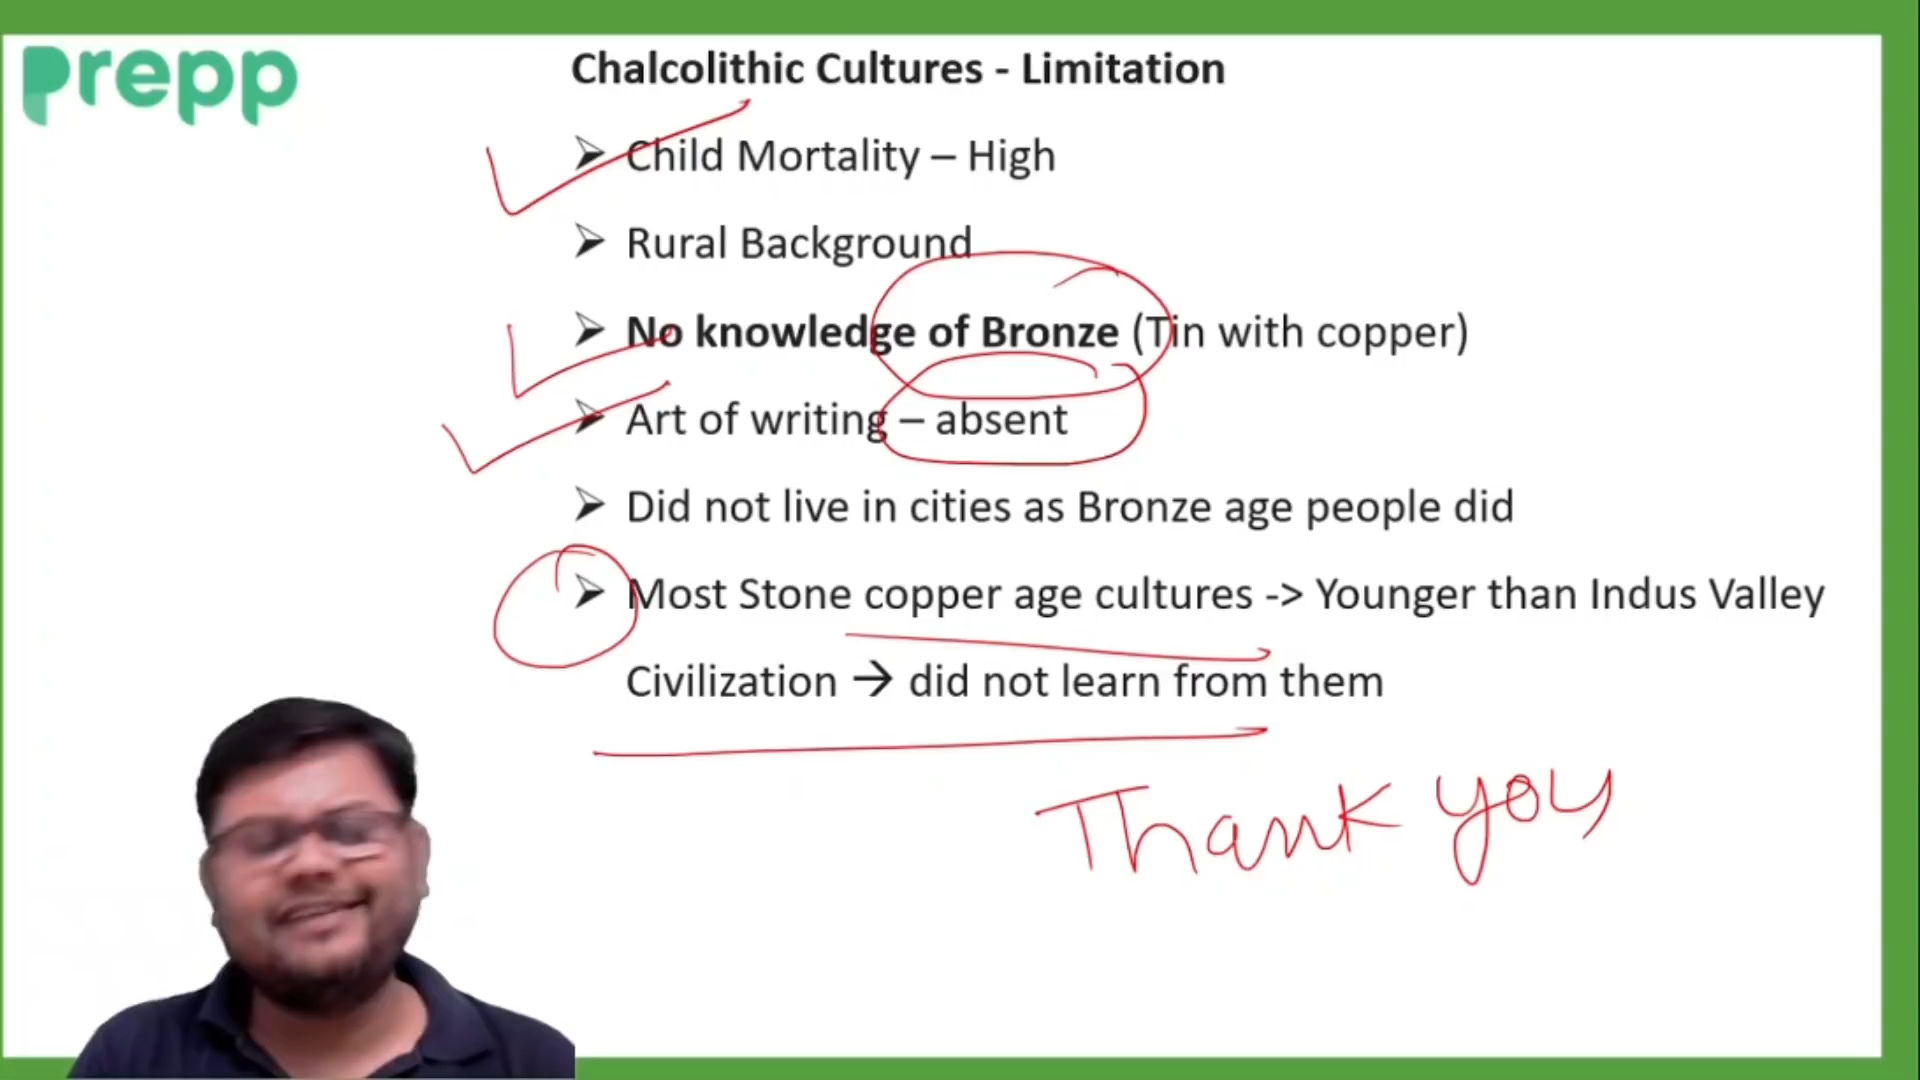 prepp
Chalcolithic Cultures - Limitation
➢ Child Mortality – High
➢ Rural Background
➢ No knowledge of Bronze (Tin with copper)
➢ Art of writing – absent
➢ Did not live in cities as Bronze age people did
➢ Most Stone copper age cultures -> Younger than Indus Valley
Civilization → did not learn from them
Thank you